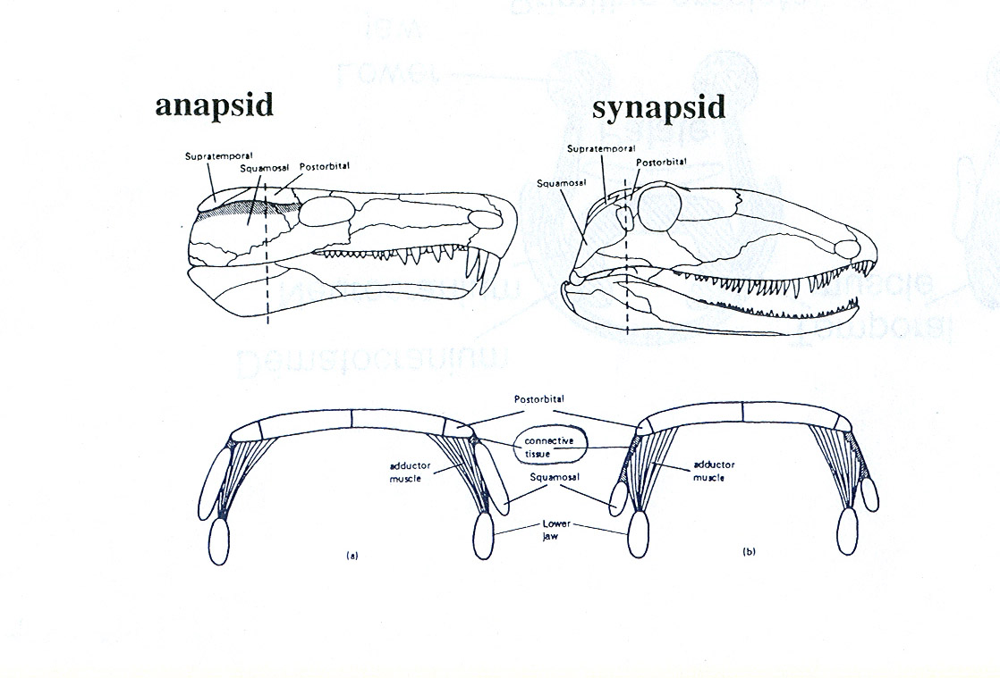 anapsid
synapsid
Supratemporal
Squamosal
Postorbital
Supratemporal
Postorbital
Squamosal
Postorbital
connective
tissue
adductor
muscle
Squamosal
adductor
muscle
Lower
jaw
(a)
(b)